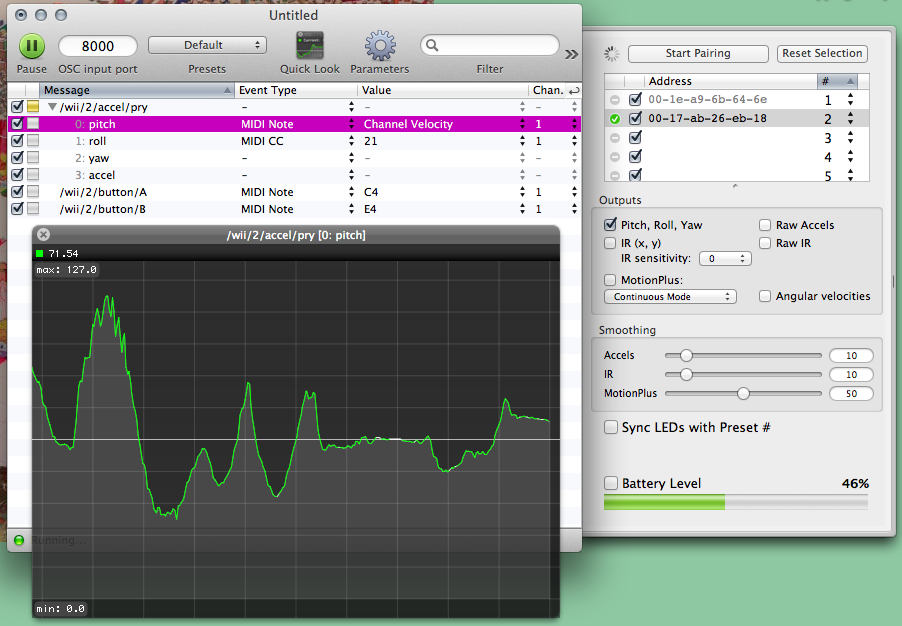 Untitled
8000
Default
Pause
OSC input port
Presets
Quick Look
Parameters
Filter
Message Event Type Value Chan.
/wii/2/accel/pry – –  –
0: pitch MIDI Note Channel Velocity 1
1: roll MIDI CC 21 1
2: yaw – – –
3: accel – – –
/wii/2/button/A MIDI Note C4 1
/wii/2/button/B MIDI Note E4 1
/wii/2/accel/pry [0: pitch]
71.54
max: 127.0
min: 0.0
Running...
Start Pairing
Reset Selection
Address #
00-1e-a9-6b-64-6e 1
00-17-ab-26-eb-18 2
3
4
5
Outputs
Pitch, Roll, Yaw
Raw Accels
IR (x, y)
Raw IR
IR sensitivity: 0
MotionPlus:
Continuous Mode
Angular velocities
Smoothing
Accels 10
IR 10
MotionPlus 50
Sync LEDs with Preset #
Battery Level 46%